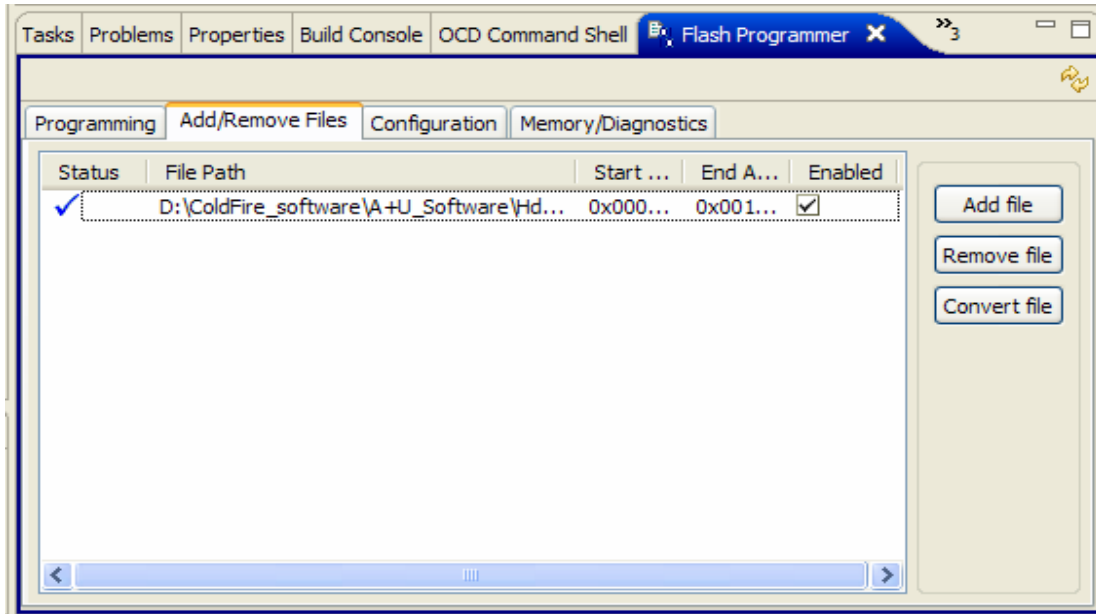 Tasks Problems Properties Build Console OCD Command Shell Flash Programmer »3
Programming Add/Remove Files Configuration Memory/Diagnostics
Status File Path Start ... End A... Enabled
D:\ColdFire_software\A+U_Software\Hd... 0x000... 0x001...
Add file
Remove file
Convert file